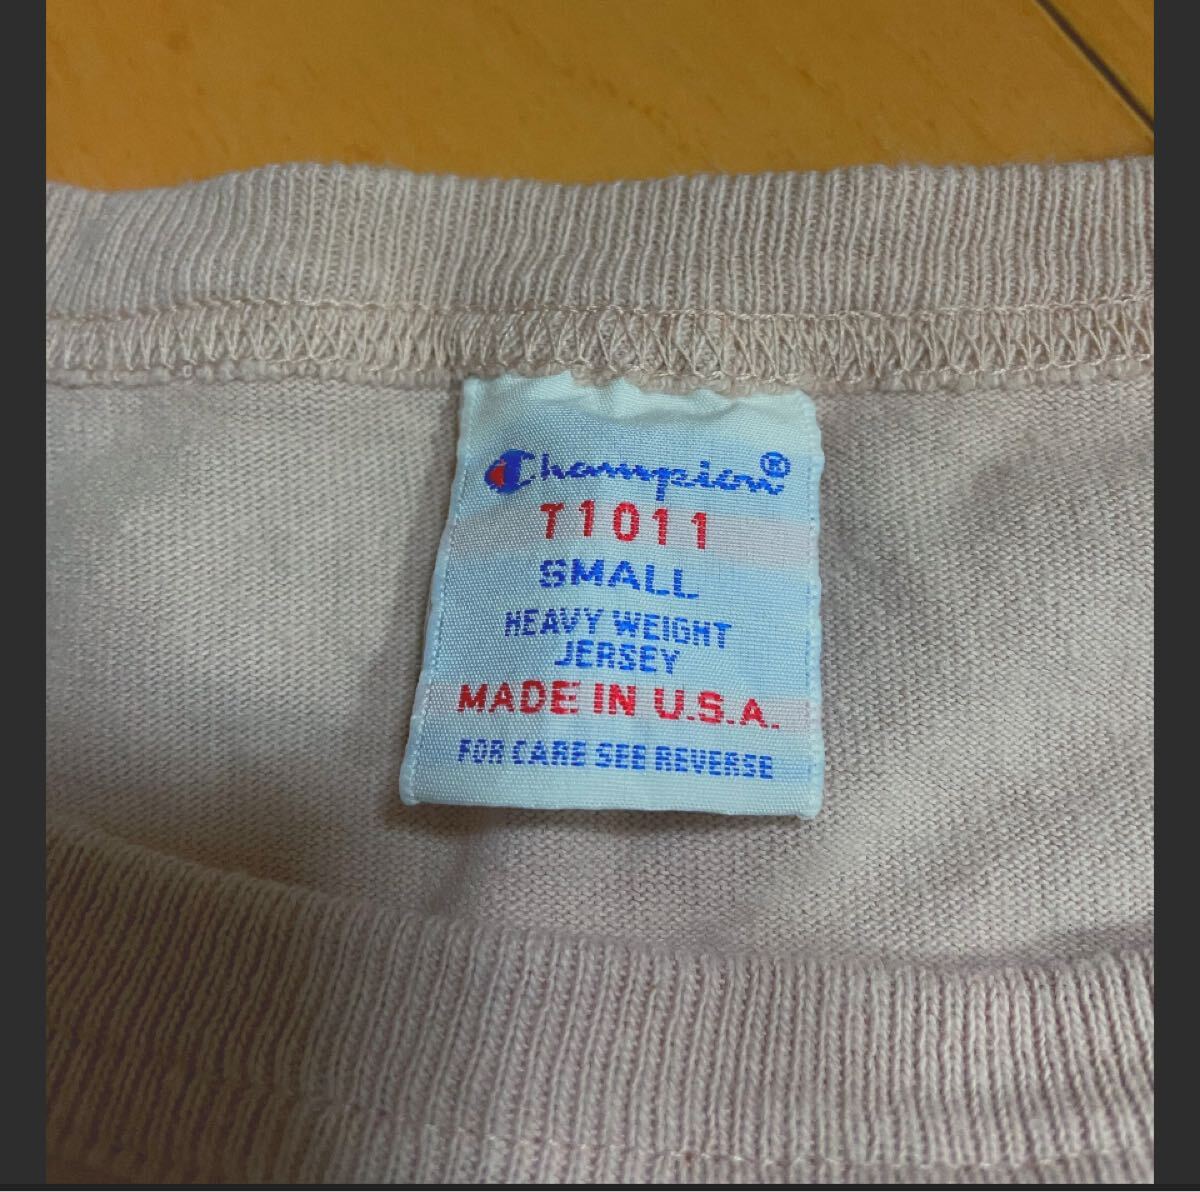 Champion®
T1011
SMALL
HEAVY WEIGHT
JERSEY
MADE IN U.S.A.
FOR CARE SEE REVERSE